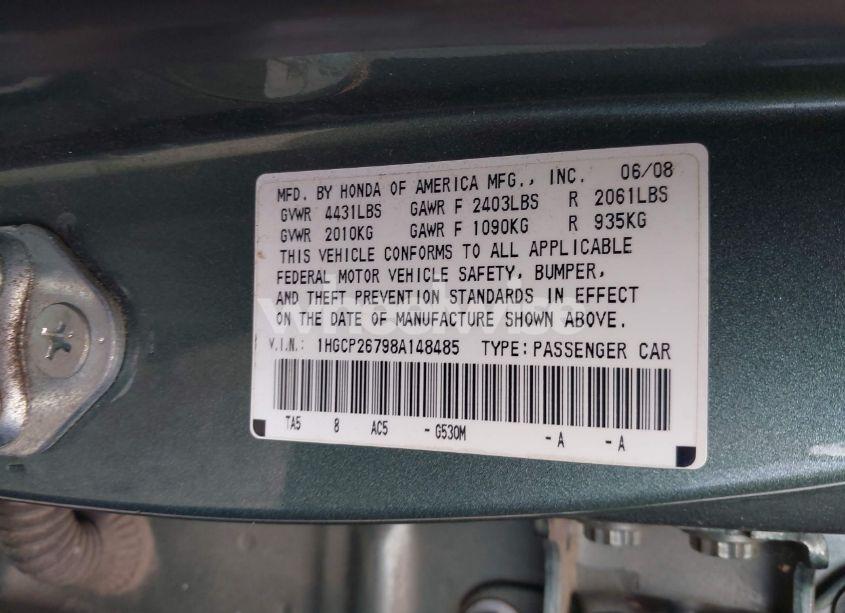 MFD. BY HONDA OF AMERICA MFG., INC. 06/08
GVWR 4431LBS GAWR F 2403LBS R 2061LBS
GVWR 2010KG GAWR F 1090KG R 935KG
THIS VEHICLE CONFORMS TO ALL APPLICABLE
FEDERAL MOTOR VEHICLE SAFETY, BUMPER,
AND THEFT PREVENTION STANDARDS IN EFFECT
ON THE DATE OF MANUFACTURE SHOWN ABOVE.
V.I.N.: 1HGCP26798A148485 TYPE: PASSENGER CAR
TA5 8 AC5 - G530M - A - A